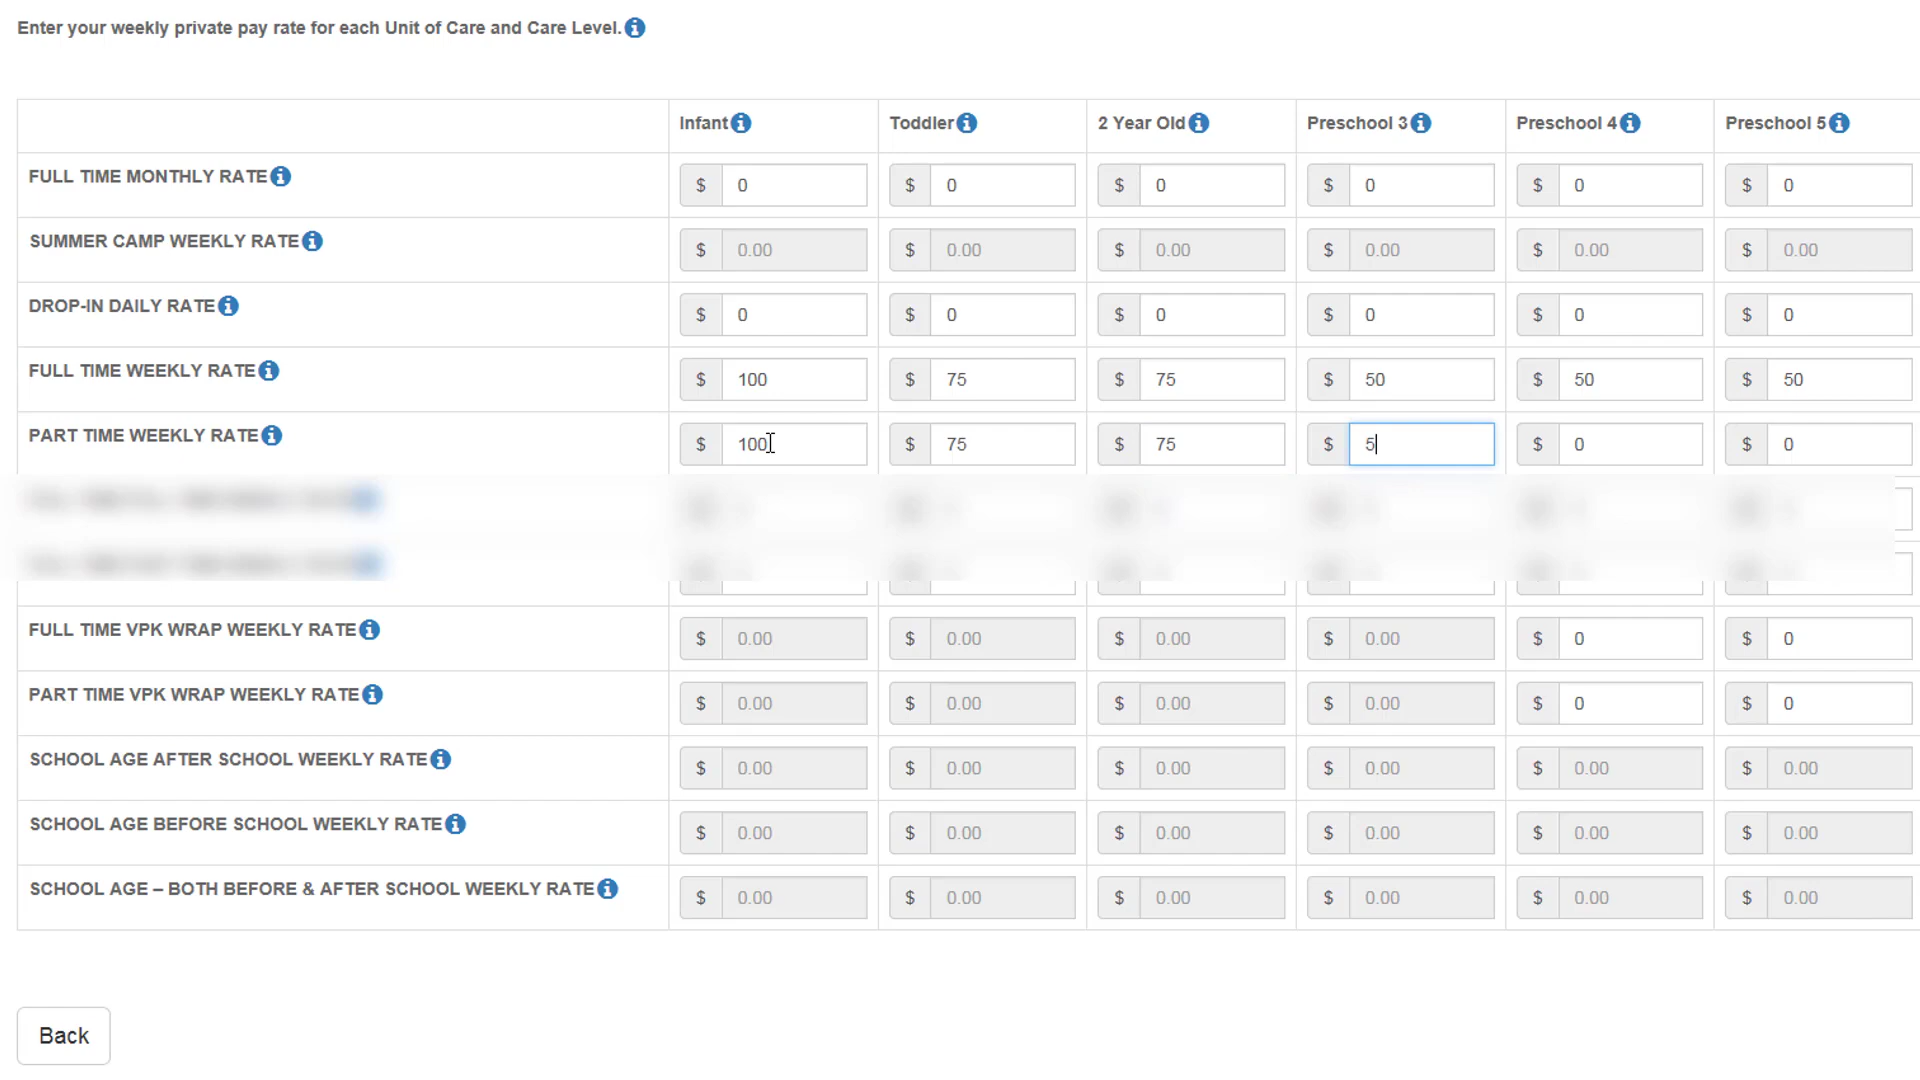 Enter your weekly private pay rate for each Unit of Care and Care Level.
Infant Toddler 2 Year Old Preschool 3 Preschool 4 Preschool 5
FULL TIME MONTHLY RATE $ 0 $ 0 $ 0 $ 0 $ 0 $ 0
SUMMER CAMP WEEKLY RATE $ 0.00 $ 0.00 $ 0.00 $ 0.00 $ 0.00 $ 0.00
DROP-IN DAILY RATE $ 0 $ 0 $ 0 $ 0 $ 0 $ 0
FULL TIME WEEKLY RATE $ 100 $ 75 $ 75 $ 50 $ 50 $ 50
PART TIME WEEKLY RATE $ 100 $ 75 $ 75 $ 5 $ 0 $ 0
FULL TIME VPK WRAP WEEKLY RATE $ 0.00 $ 0.00 $ 0.00 $ 0.00 $ 0 $ 0
PART TIME VPK WRAP WEEKLY RATE $ 0.00 $ 0.00 $ 0.00 $ 0.00 $ 0 $ 0
SCHOOL AGE AFTER SCHOOL WEEKLY RATE $ 0.00 $ 0.00 $ 0.00 $ 0.00 $ 0.00 $ 0.00
SCHOOL AGE BEFORE SCHOOL WEEKLY RATE $ 0.00 $ 0.00 $ 0.00 $ 0.00 $ 0.00 $ 0.00
SCHOOL AGE – BOTH BEFORE & AFTER SCHOOL WEEKLY RATE $ 0.00 $ 0.00 $ 0.00 $ 0.00 $ 0.00 $ 0.00
Back